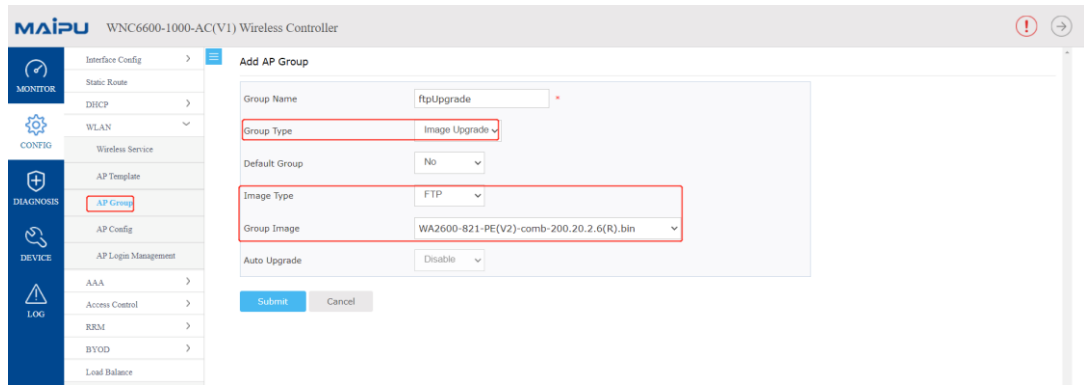 MAIPU WNC6600-1000-AC(V1) Wireless Controller
MONITOR
CONFIG
DIAGNOSIS
DEVICE
LOG
Interface Config
Static Route
DHCP
WLAN
Wireless Service
AP Template
AP Group
AP Config
AP Login Management
AAA
Access Control
RRM
BYOD
Load Balance
Add AP Group
Group Name ftpUpgrade *
Group Type Image Upgrade
Default Group No
Image Type FTP
Group Image WA2600-821-PE(V2)-comb-200.20.2.6(R).bin
Auto Upgrade Disable
Submit Cancel